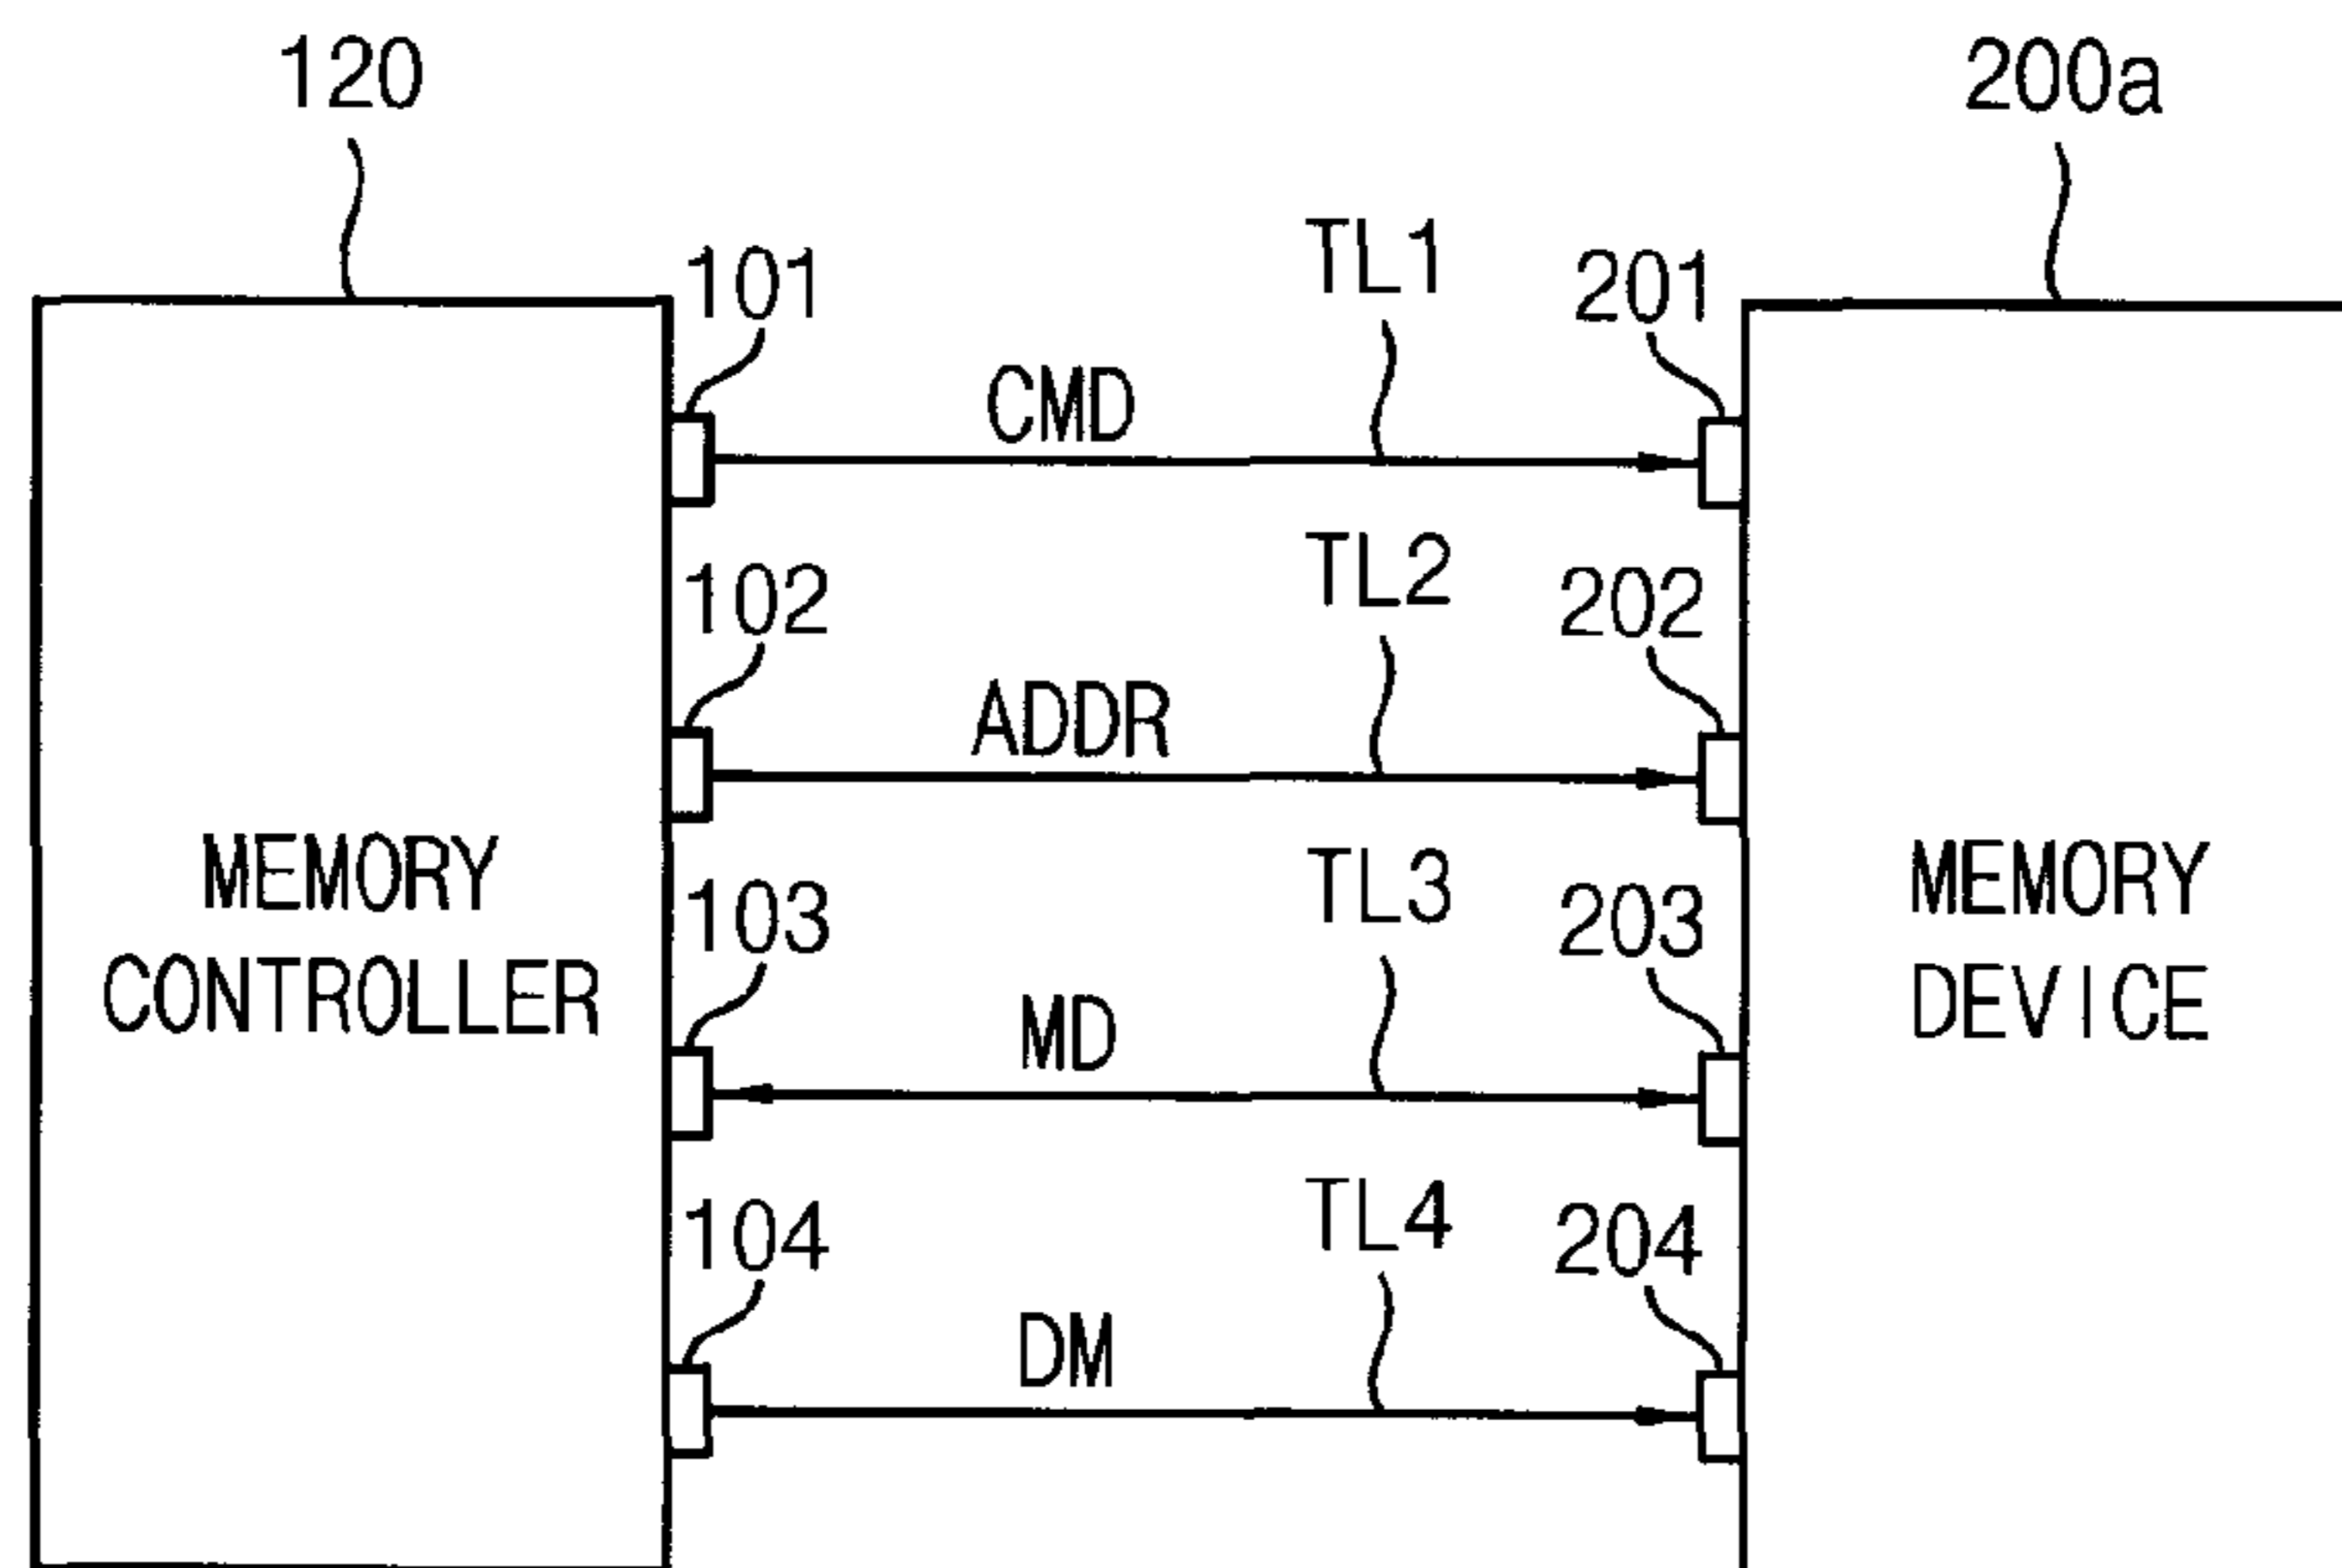 120
200a
101
TL1
201
CMD
102
TL2
202
ADDR
MEMORY
CONTROLLER
103
TL3
203
MD
MEMORY
DEVICE
104
TL4
204
DM